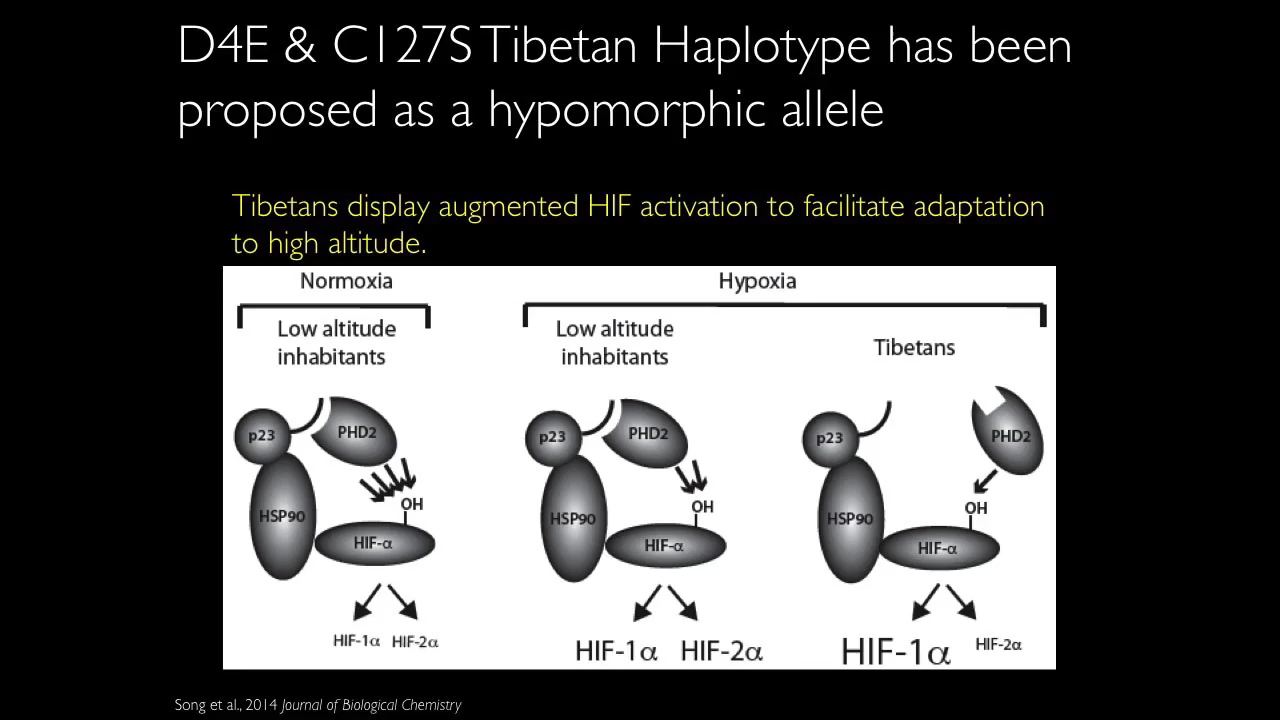 D4E & C127S Tibetan Haplotype has been
proposed as a hypomorphic allele
Tibetans display augmented HIF activation to facilitate adaptation
to high altitude.
Normoxia
Hypoxia
Low altitude
inhabitants
Low altitude
inhabitants
Tibetans
p23
PHD2
HSP90
OH
HIF-α
HIF-1α
HIF-2α
p23
PHD2
HSP90
OH
HIF-α
HIF-1α
HIF-2α
p23
PHD2
HSP90
OH
HIF-α
HIF-1α
HIF-2α
Song et al., 2014 Journal of Biological Chemistry